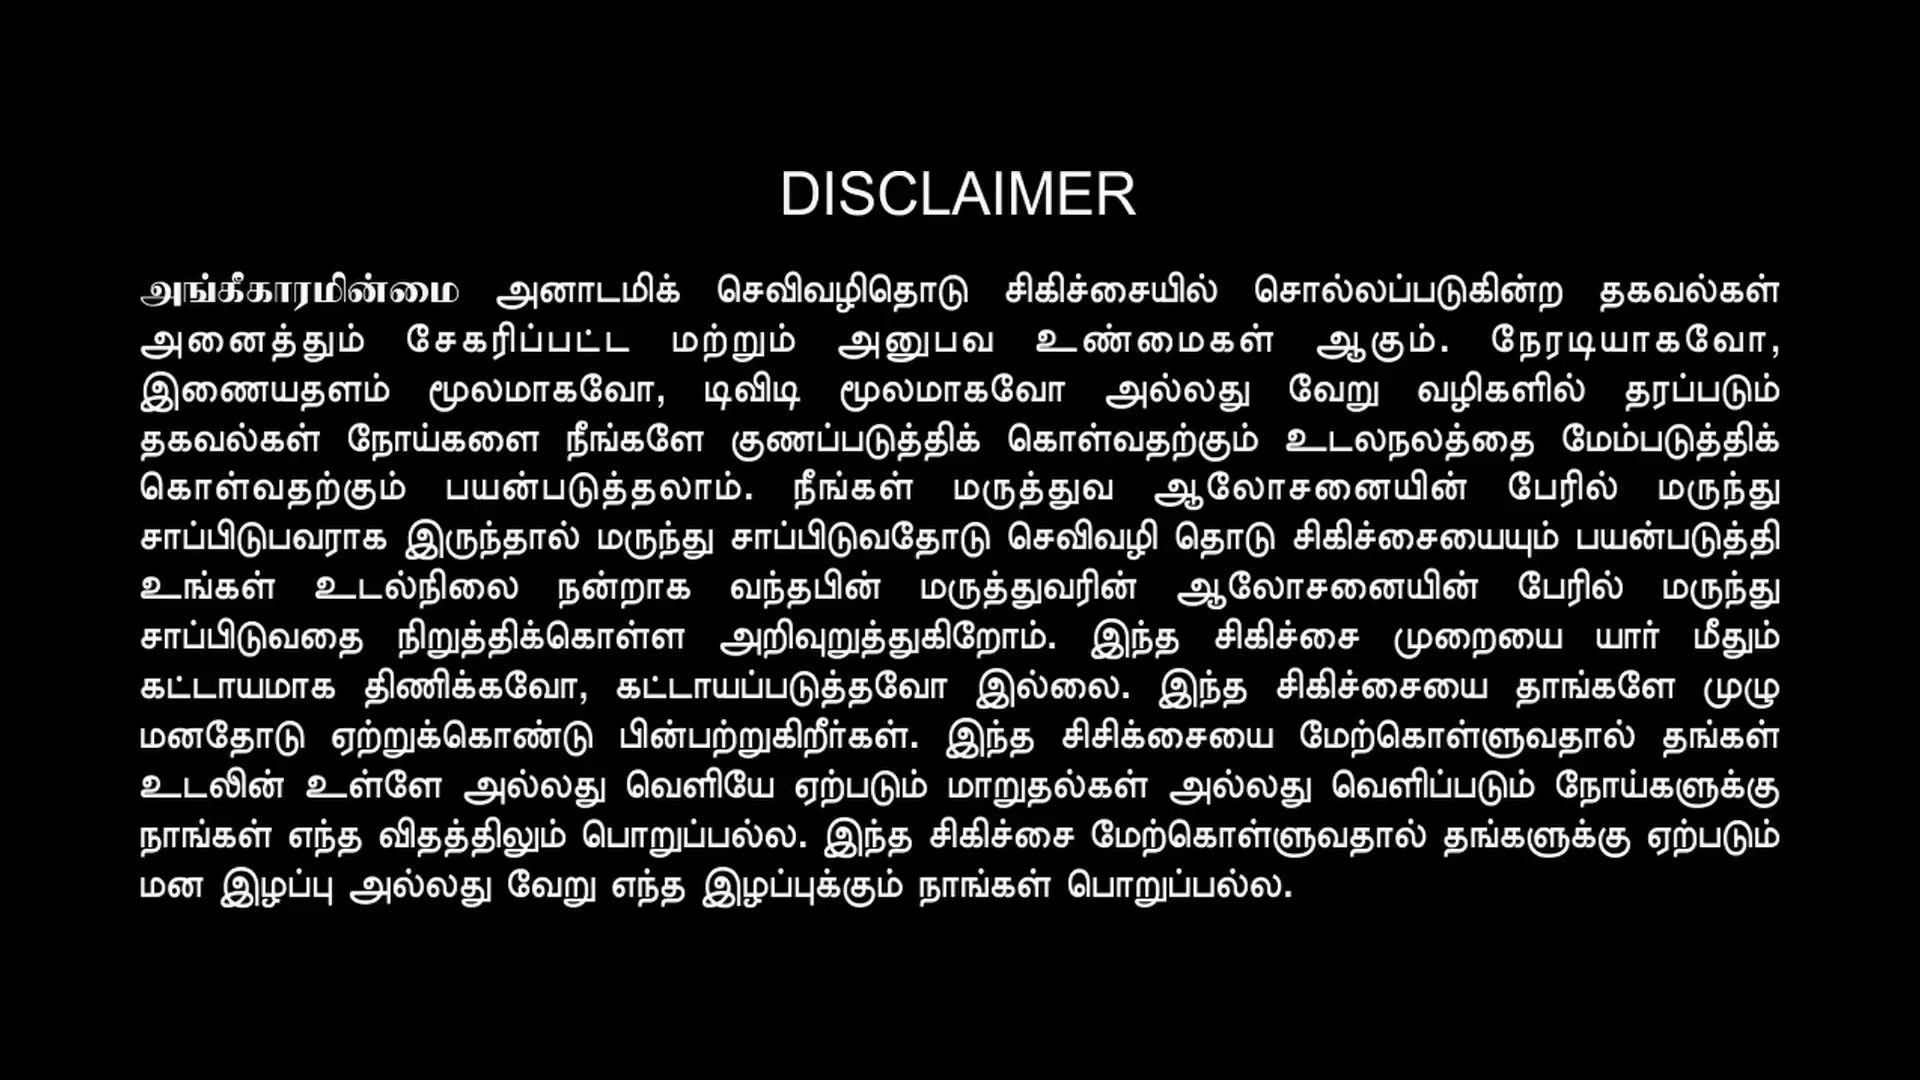 DISCLAIMER
அங்கீகாரமின்மை அனாடமிக் செவிவழிதொடு சிகிச்சையில் சொல்லப்படுகின்ற தகவல்கள்
அனைத்தும் சேகரிப்பட்ட மற்றும் அனுபவ உண்மைகள் ஆகும். நேரடியாகவோ,
இணையதளம் மூலமாகவோ, டிவிடி மூலமாகவோ அல்லது வேறு வழிகளில் தரப்படும்
தகவல்கள் நோய்களை நீங்களே குணப்படுத்திக் கொள்வதற்கும் உடலநலத்தை மேம்படுத்திக்
கொள்வதற்கும் பயன்படுத்தலாம். நீங்கள் மருத்துவ ஆலோசனையின் பேரில் மருந்து
சாப்பிடுபவராக இருந்தால் மருந்து சாப்பிடுவதோடு செவிவழி தொடு சிகிச்சையையும் பயன்படுத்தி
உங்கள் உடல்நிலை நன்றாக வந்தபின் மருத்துவரின் ஆலோசனையின் பேரில் மருந்து
சாப்பிடுவதை நிறுத்திக்கொள்ள அறிவுறுத்துகிறோம். இந்த சிகிச்சை முறையை யார் மீதும்
கட்டாயமாக திணிக்கவோ, கட்டாயப்படுத்தவோ இல்லை. இந்த சிகிச்சையை தாங்களே முழு
மனதோடு ஏற்றுக்கொண்டு பின்பற்றுகிறீர்கள். இந்த சிசிக்சையை மேற்கொள்ளுவதால் தங்கள்
உடலின் உள்ளே அல்லது வெளியே ஏற்படும் மாறுதல்கள் அல்லது வெளிப்படும் நோய்களுக்கு
நாங்கள் எந்த விதத்திலும் பொறுப்பல்ல. இந்த சிகிச்சை மேற்கொள்ளுவதால் தங்களுக்கு ஏற்படும்
மன இழப்பு அல்லது வேறு எந்த இழப்புக்கும் நாங்கள் பொறுப்பல்ல.